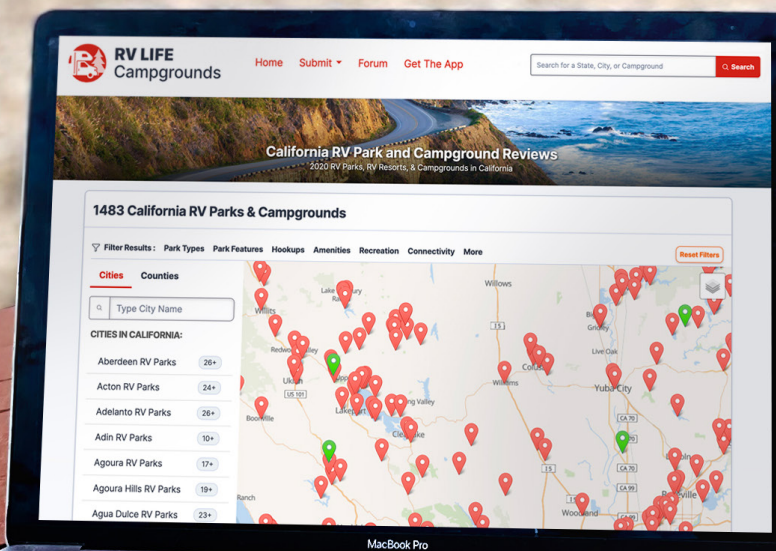 RV LIFE
Campgrounds
Home Submit Forum Get The App
Search for a State, City, or Campground
Search
California RV Park and Campground Reviews
2020 RV Parks, RV Resorts, & Campgrounds in California
1483 California RV Parks & Campgrounds
Filter Results : Park Types Park Features Hookups Amenities Recreation Connectivity More
Reset Filters
Cities Counties
Type City Name
CITIES IN CALIFORNIA:
Aberdeen RV Parks 26+
Acton RV Parks 24+
Adelanto RV Parks 26+
Adin RV Parks 10+
Agoura RV Parks 17+
Agoura Hills RV Parks 19+
Agua Dulce RV Parks 23+
Willows
Lake
Willits
I 5
Gridley
Live Oak
Ukiah
US 101
Williams
Yuba City
Lakeport
Valley
CA 70
I 5
CA 70
CA 99
Ranch
Woodland
MacBook Pro